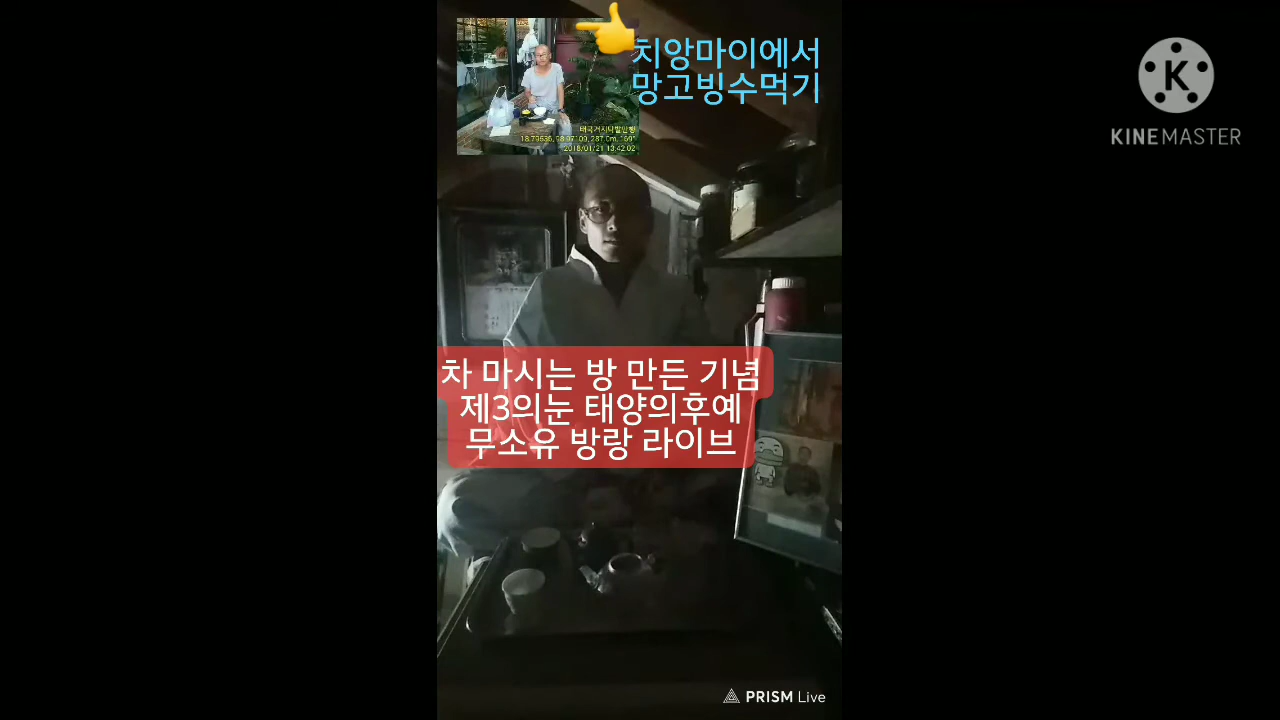 치앙마이에서
망고빙수먹기
KINEMASTER
2018/01/21 13:42:02
차 마시는 방 만든 기념
제3의눈 태양의후예
무소유 방랑 라이브
PRISM Live